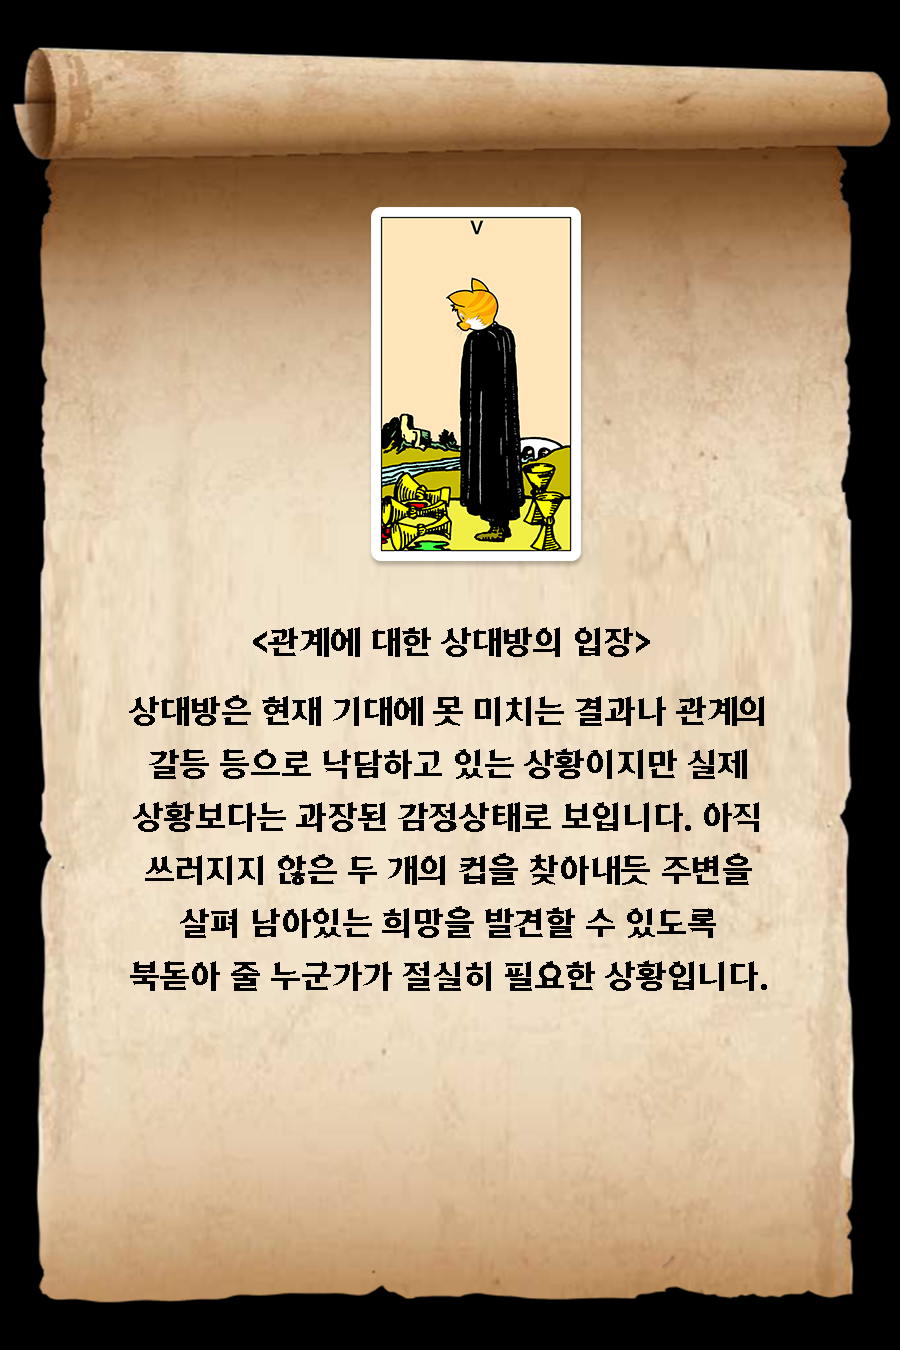 V
<관계에 대한 상대방의 입장>
상대방은 현재 기대에 못 미치는 결과나 관계의
갈등 등으로 낙담하고 있는 상황이지만 실제
상황보다는 과장된 감정상태로 보입니다. 아직
쓰러지지 않은 두 개의 컵을 찾아내듯 주변을
살펴 남아있는 희망을 발견할 수 있도록
북돋아 줄 누군가가 절실히 필요한 상황입니다.